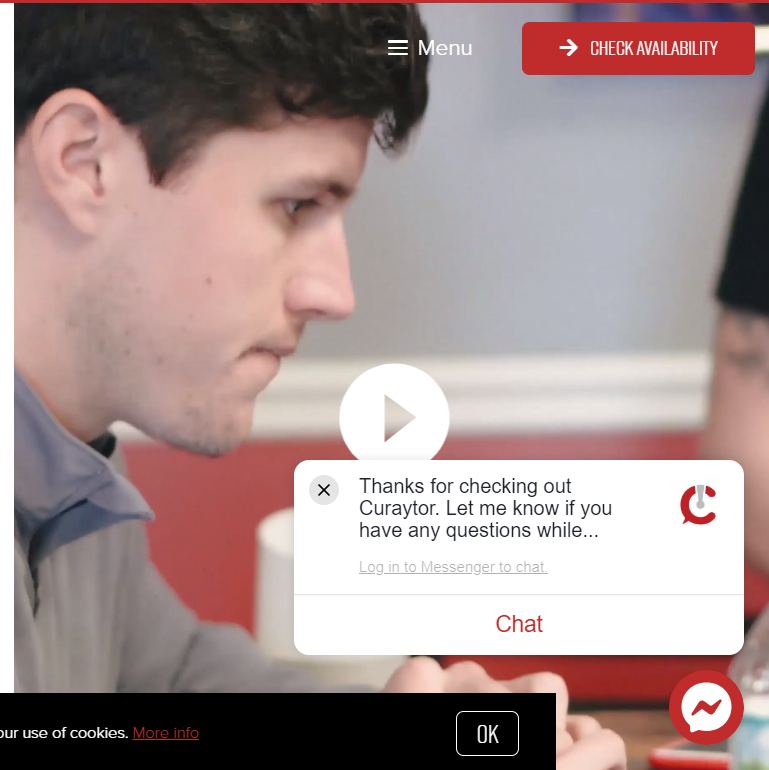 Menu
CHECK AVAILABILITY
Thanks for checking out
Curaytor. Let me know if you
have any questions while...
Log in to Messenger to chat.
Chat
our use of cookies. More info
OK